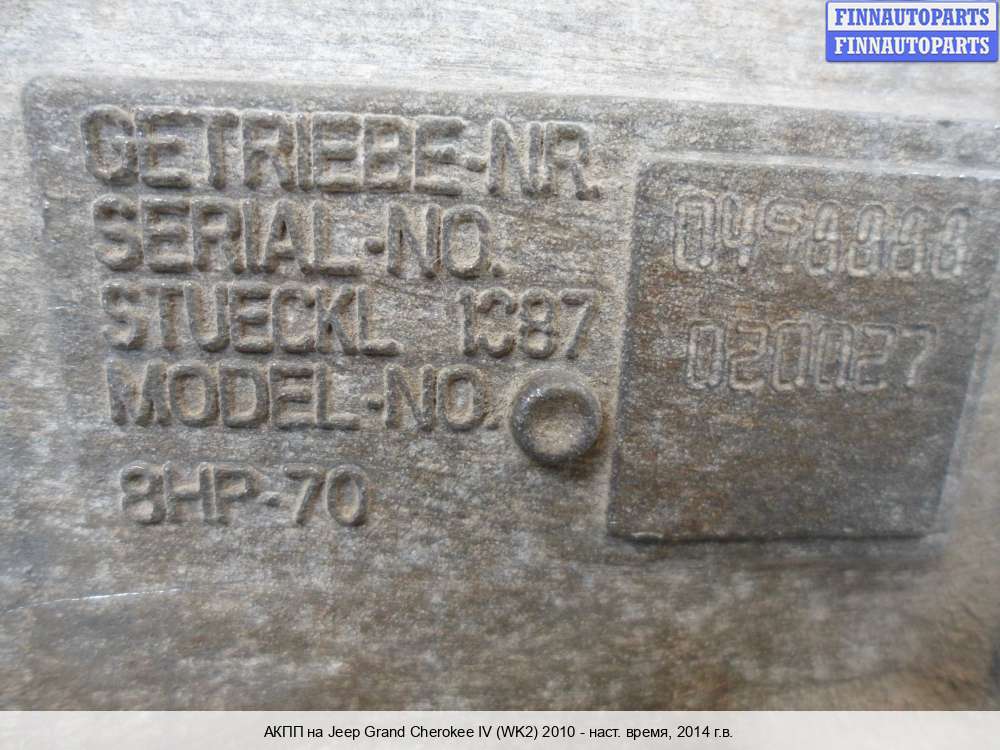 FINNAUTOPARTS
FINNAUTOPARTS
GETRIEBE-NR.
SERIAL-NO.
STUECKL 1087
MODEL-NO.
8HP-70
020027
АКПП на Jeep Grand Cherokee IV (WK2) 2010 - наст. время, 2014 г.в.